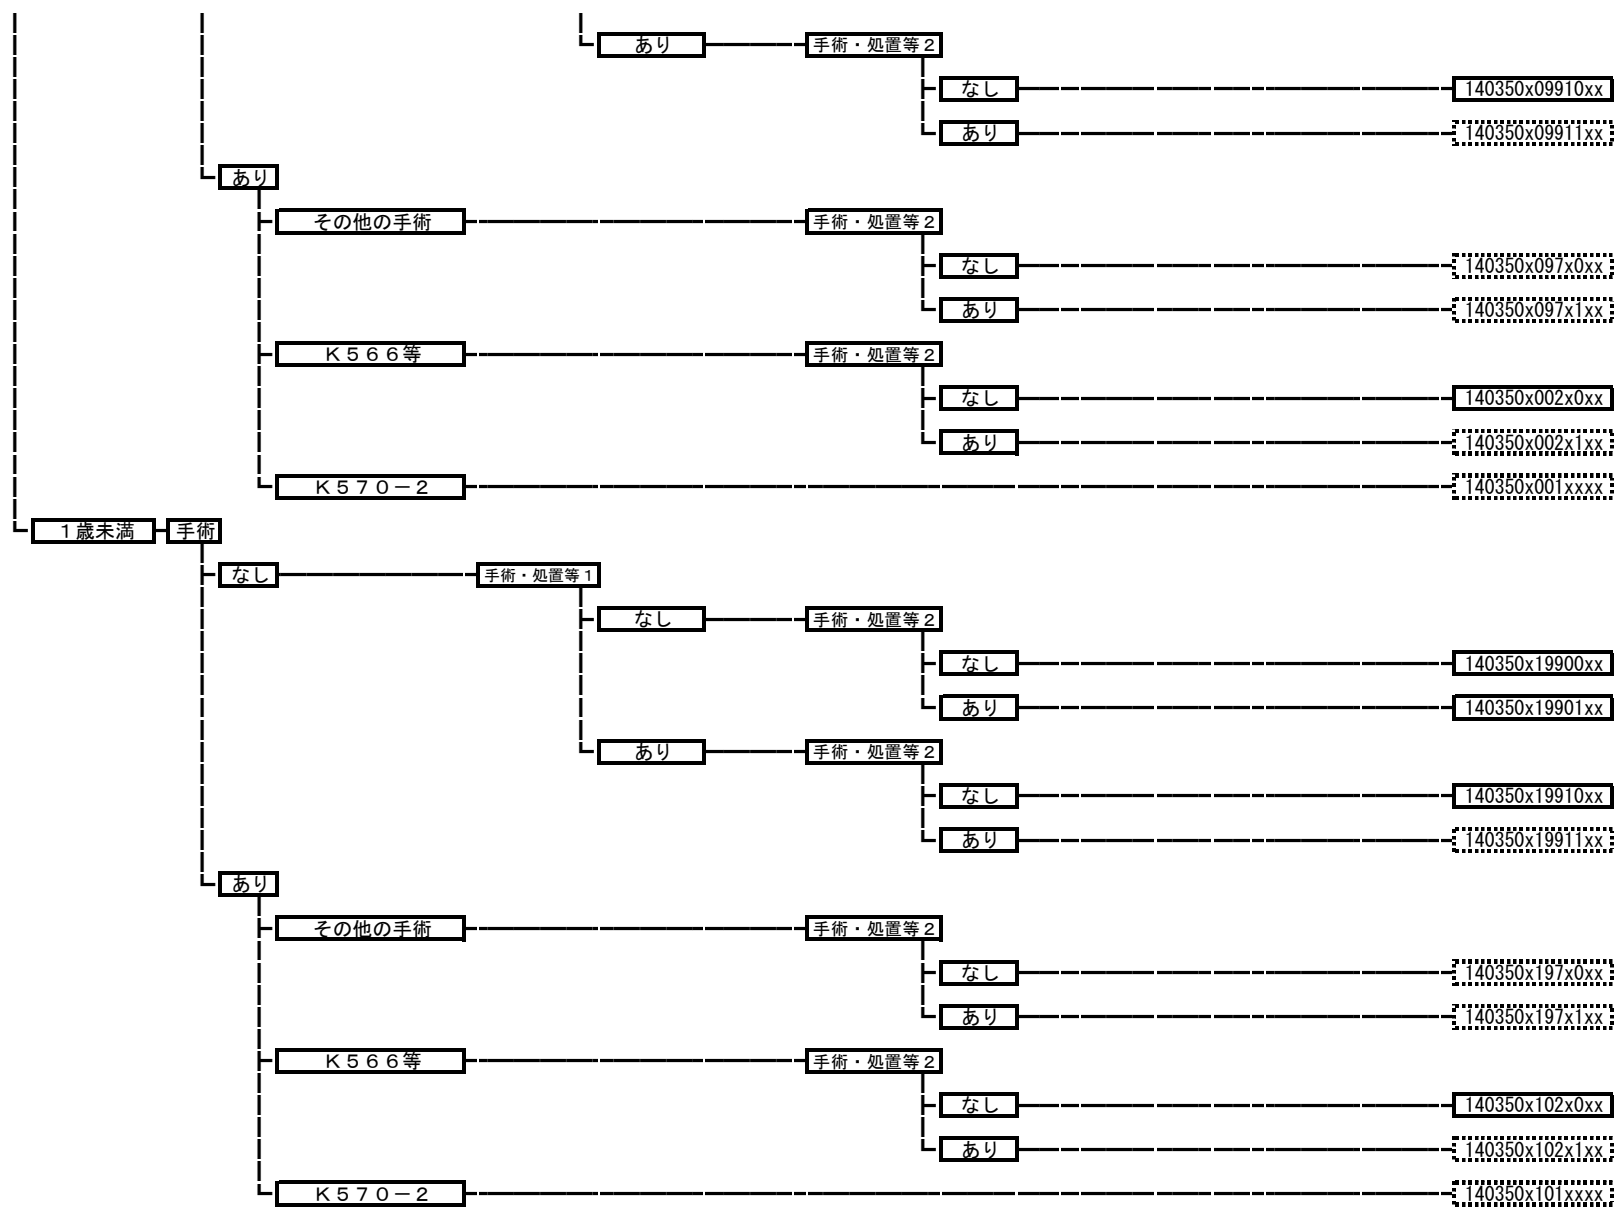 あり 手術・処置等２
なし 140350x09910xx
あり 140350x09911xx
あり
その他の手術 手術・処置等２
なし 140350x097x0xx
あり 140350x097x1xx
Ｋ５６６等 手術・処置等２
なし 140350x002x0xx
あり 140350x002x1xx
Ｋ５７０－２ 140350x001xxxx
１歳未満 手術
なし 手術・処置等１
なし 手術・処置等２
なし 140350x19900xx
あり 140350x19901xx
あり 手術・処置等２
なし 140350x19910xx
あり 140350x19911xx
あり
その他の手術 手術・処置等２
なし 140350x197x0xx
あり 140350x197x1xx
Ｋ５６６等 手術・処置等２
なし 140350x102x0xx
あり 140350x102x1xx
Ｋ５７０－２ 140350x101xxxx